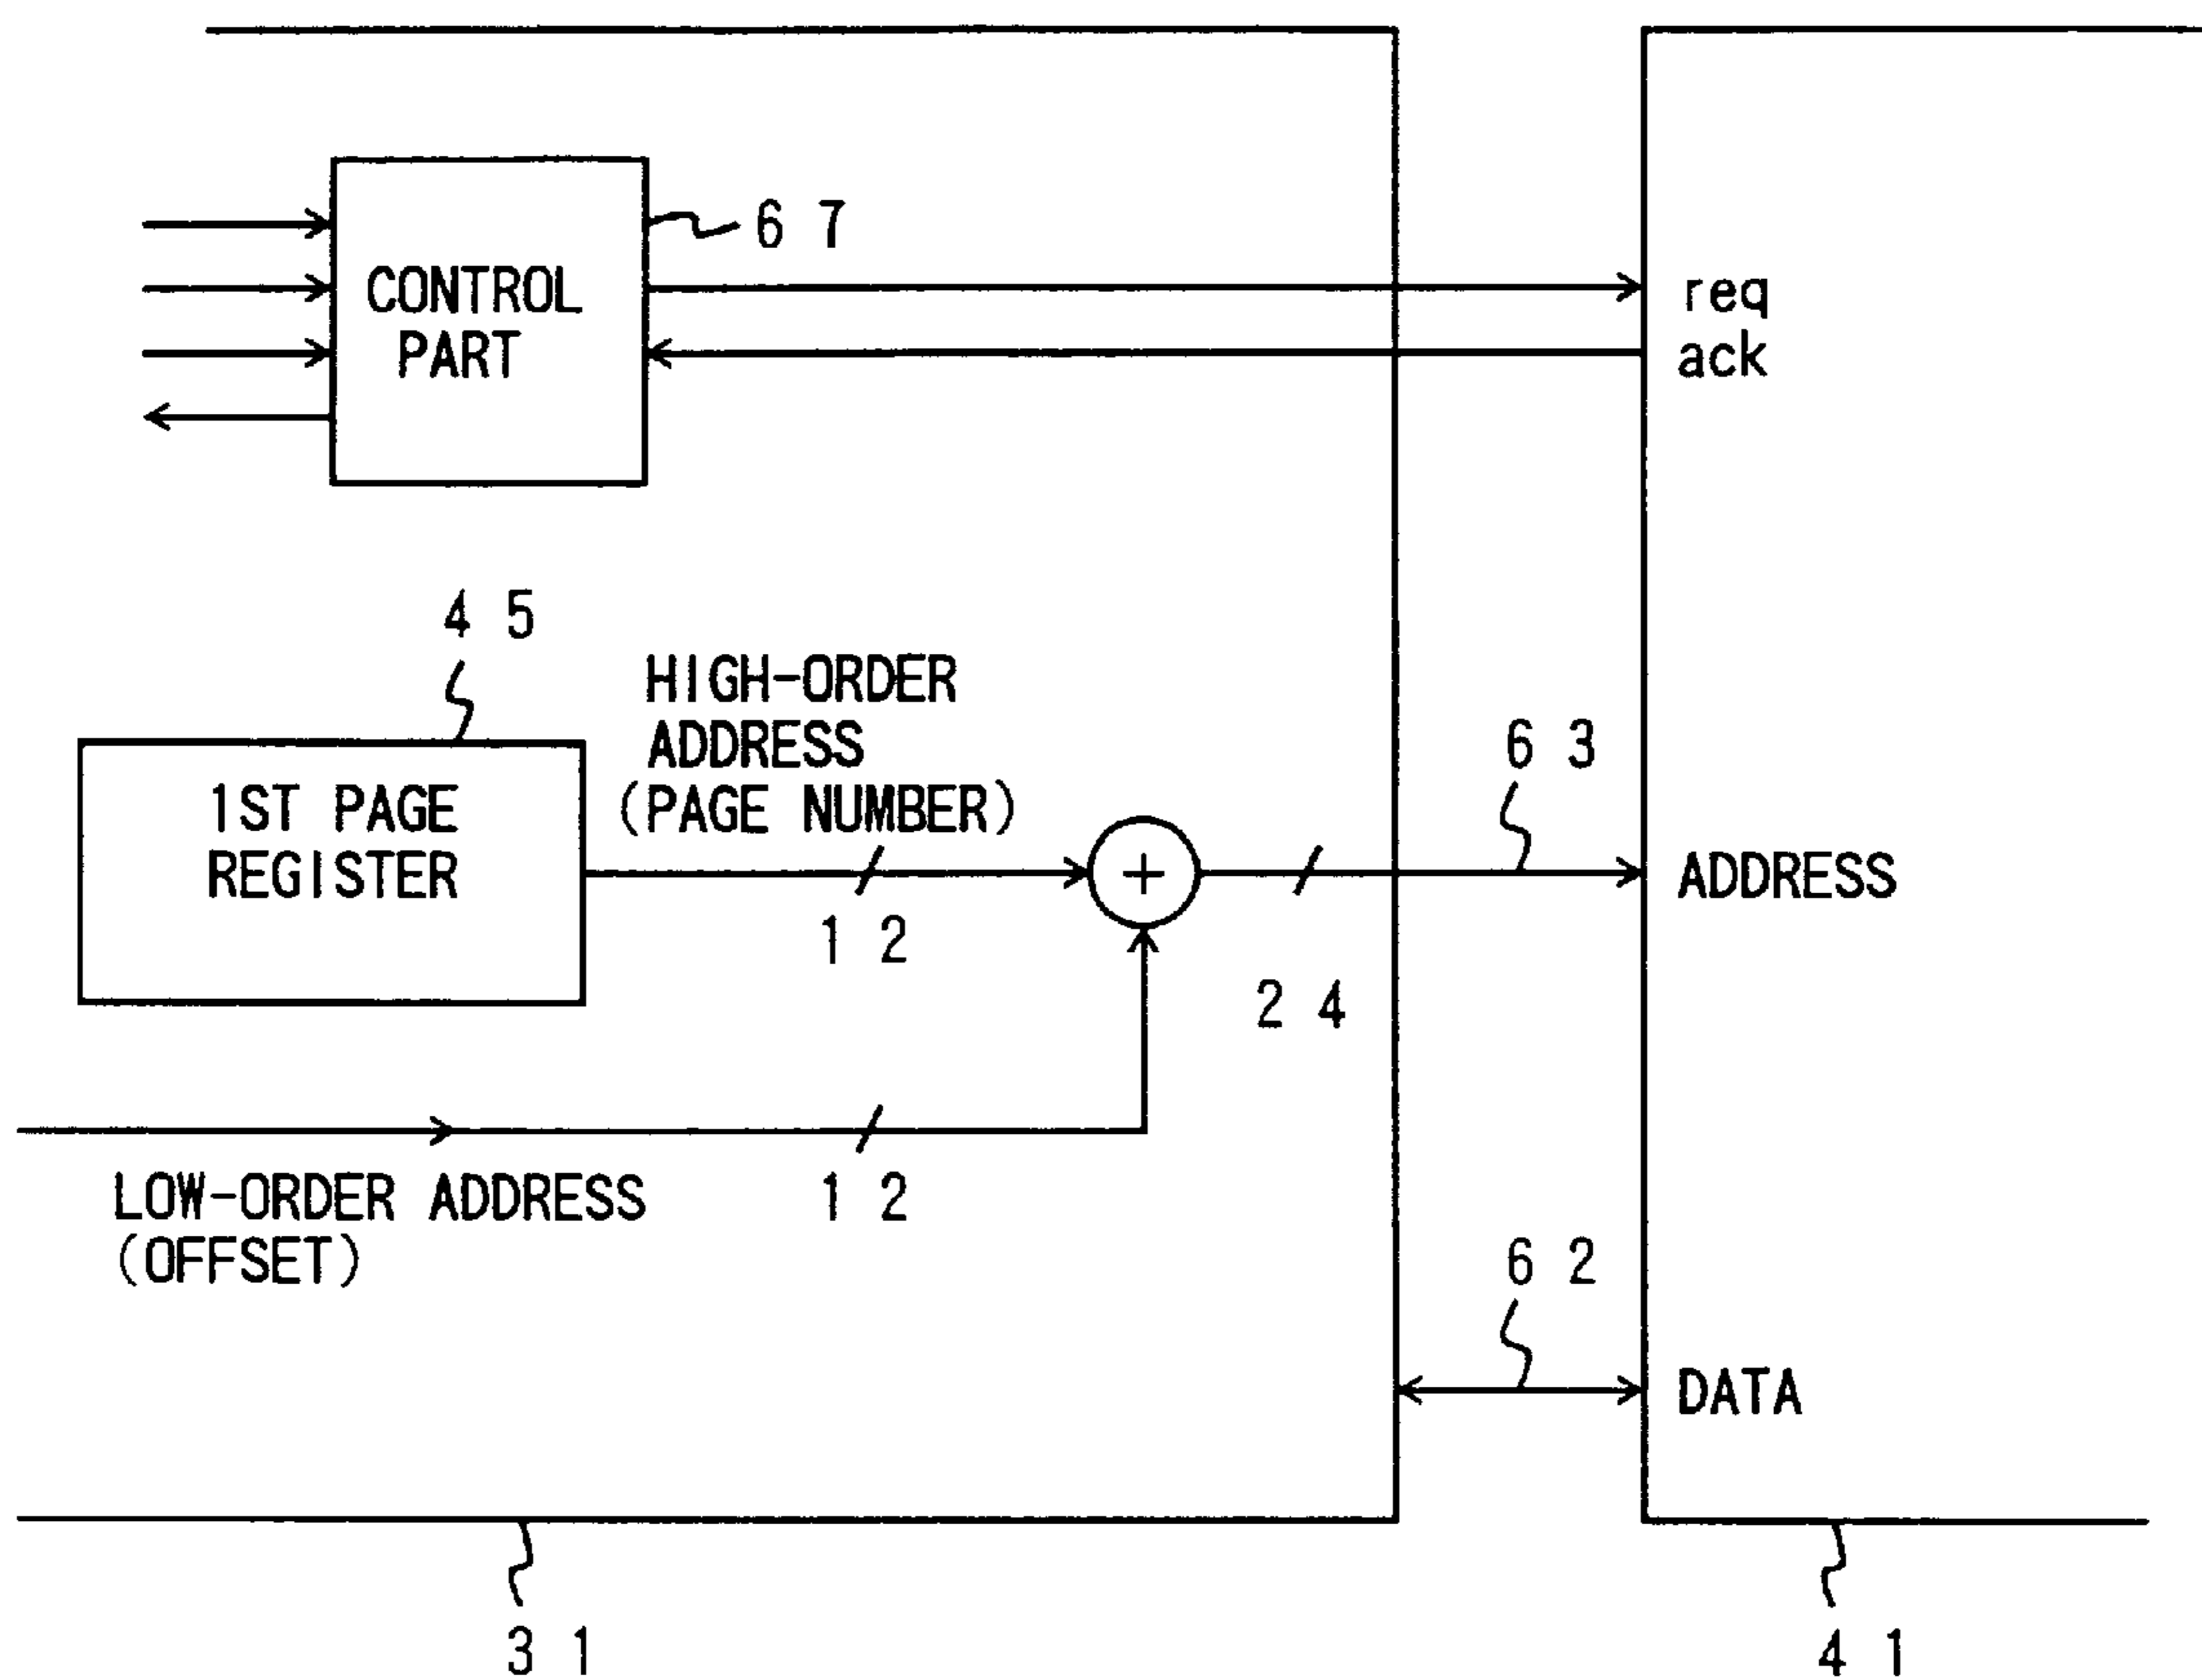 6 7
CONTROL
PART
req
ack
4 5
HIGH-ORDER
ADDRESS
(PAGE NUMBER)
6 3
1ST PAGE
REGISTER
+
ADDRESS
1 2
2 4
LOW-ORDER ADDRESS
(OFFSET)
1 2
6 2
DATA
3 1
4 1